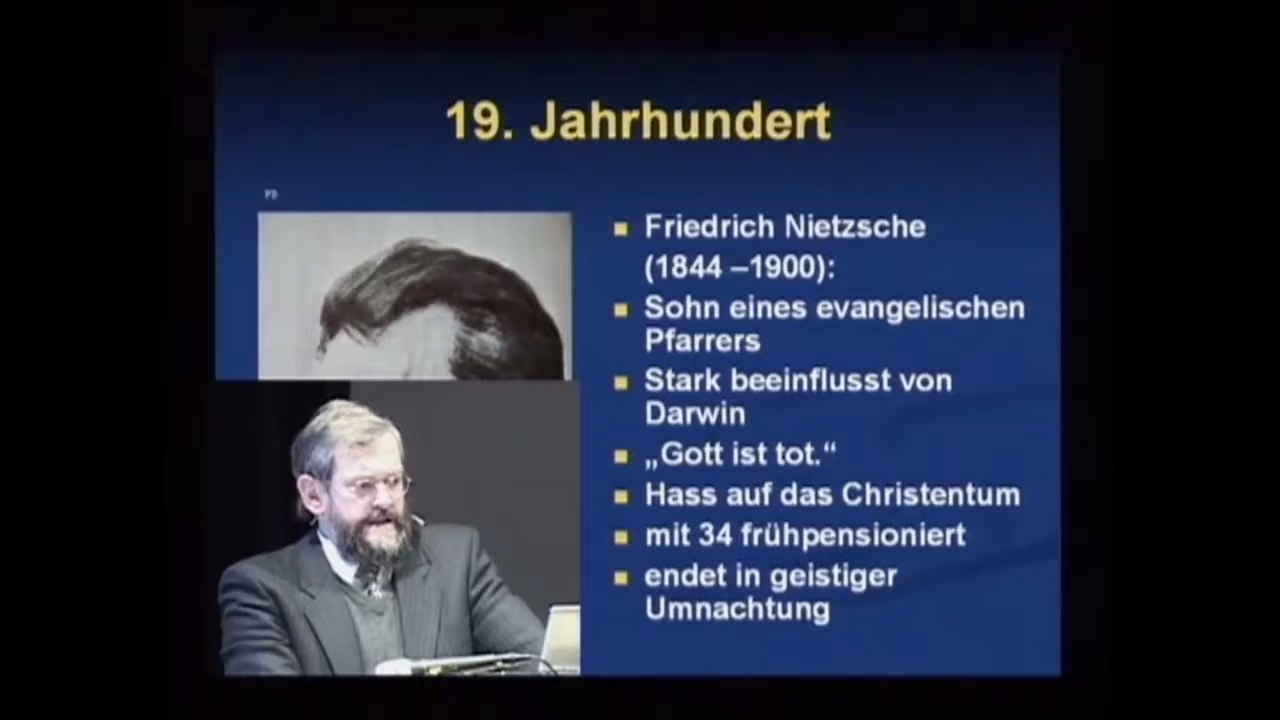 19. Jahrhundert
PD
Friedrich Nietzsche
(1844 –1900):
Sohn eines evangelischen
Pfarrers
Stark beeinflusst von
Darwin
„Gott ist tot.“
Hass auf das Christentum
mit 34 frühpensioniert
endet in geistiger
Umnachtung